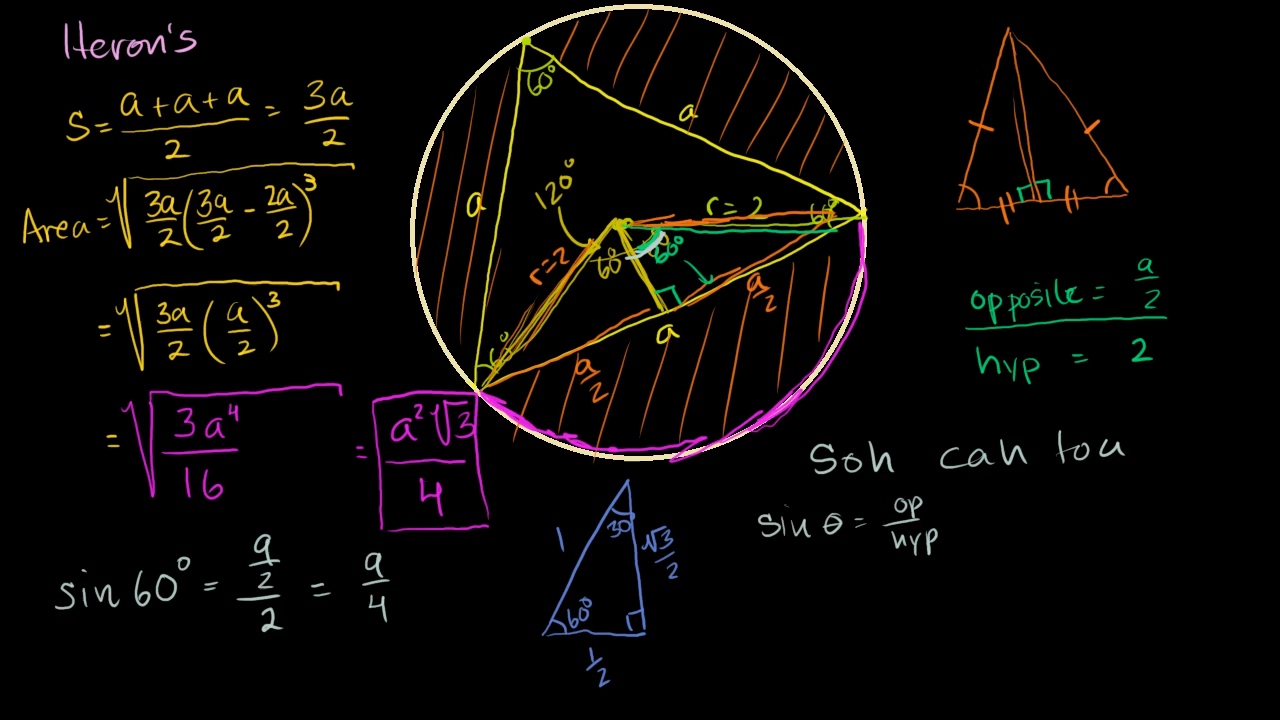 Heron's
S = a + a + a / 2 = 3a / 2
Area = √(3a/2 (3a/2 - 2a/2)³)
= √(3a/2 (a/2)³)
= √(3a⁴/16) = a²√3 / 4
sin 60° = a/2 / 2 = a/4
60°
a
a
120°
r = 2
r = 2
60°
60°
60°
60°
a/2
a
a/2
30
1
√3/2
60°
1/2
opposite = a/2
hyp = 2
Soh cah toa
sin θ = op/hyp